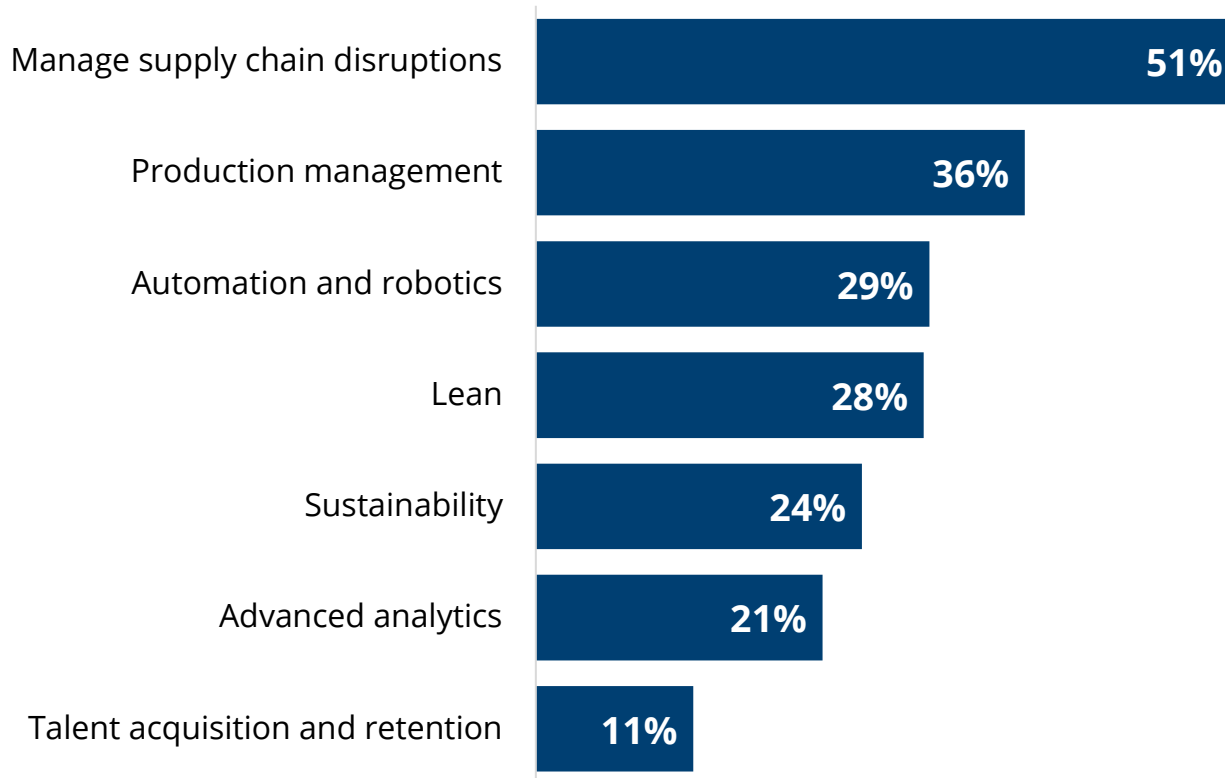 Manage supply chain disruptions 51%
Production management 36%
Automation and robotics 29%
Lean 28%
Sustainability 24%
Advanced analytics 21%
Talent acquisition and retention 11%